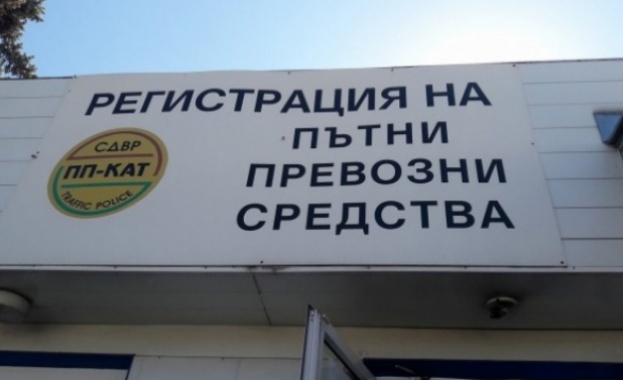 РЕГИСТРАЦИЯ НА
ПЪТНИ
ПРЕВОЗНИ
СРЕДСТВА
СДВР
ПП-КАТ
TRAFFIC POLICE